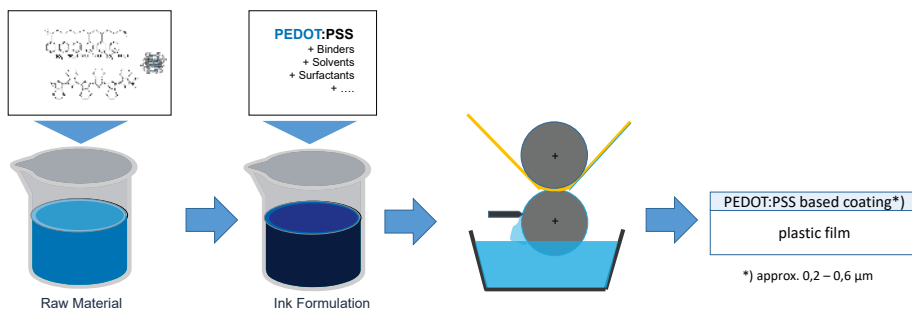 PEDOT:PSS
+ Binders
+ Solvents
+ Surfactants
+ ....
PEDOT:PSS based coating*)
plastic film
*) approx. 0,2 – 0,6 µm
Raw Material
Ink Formulation